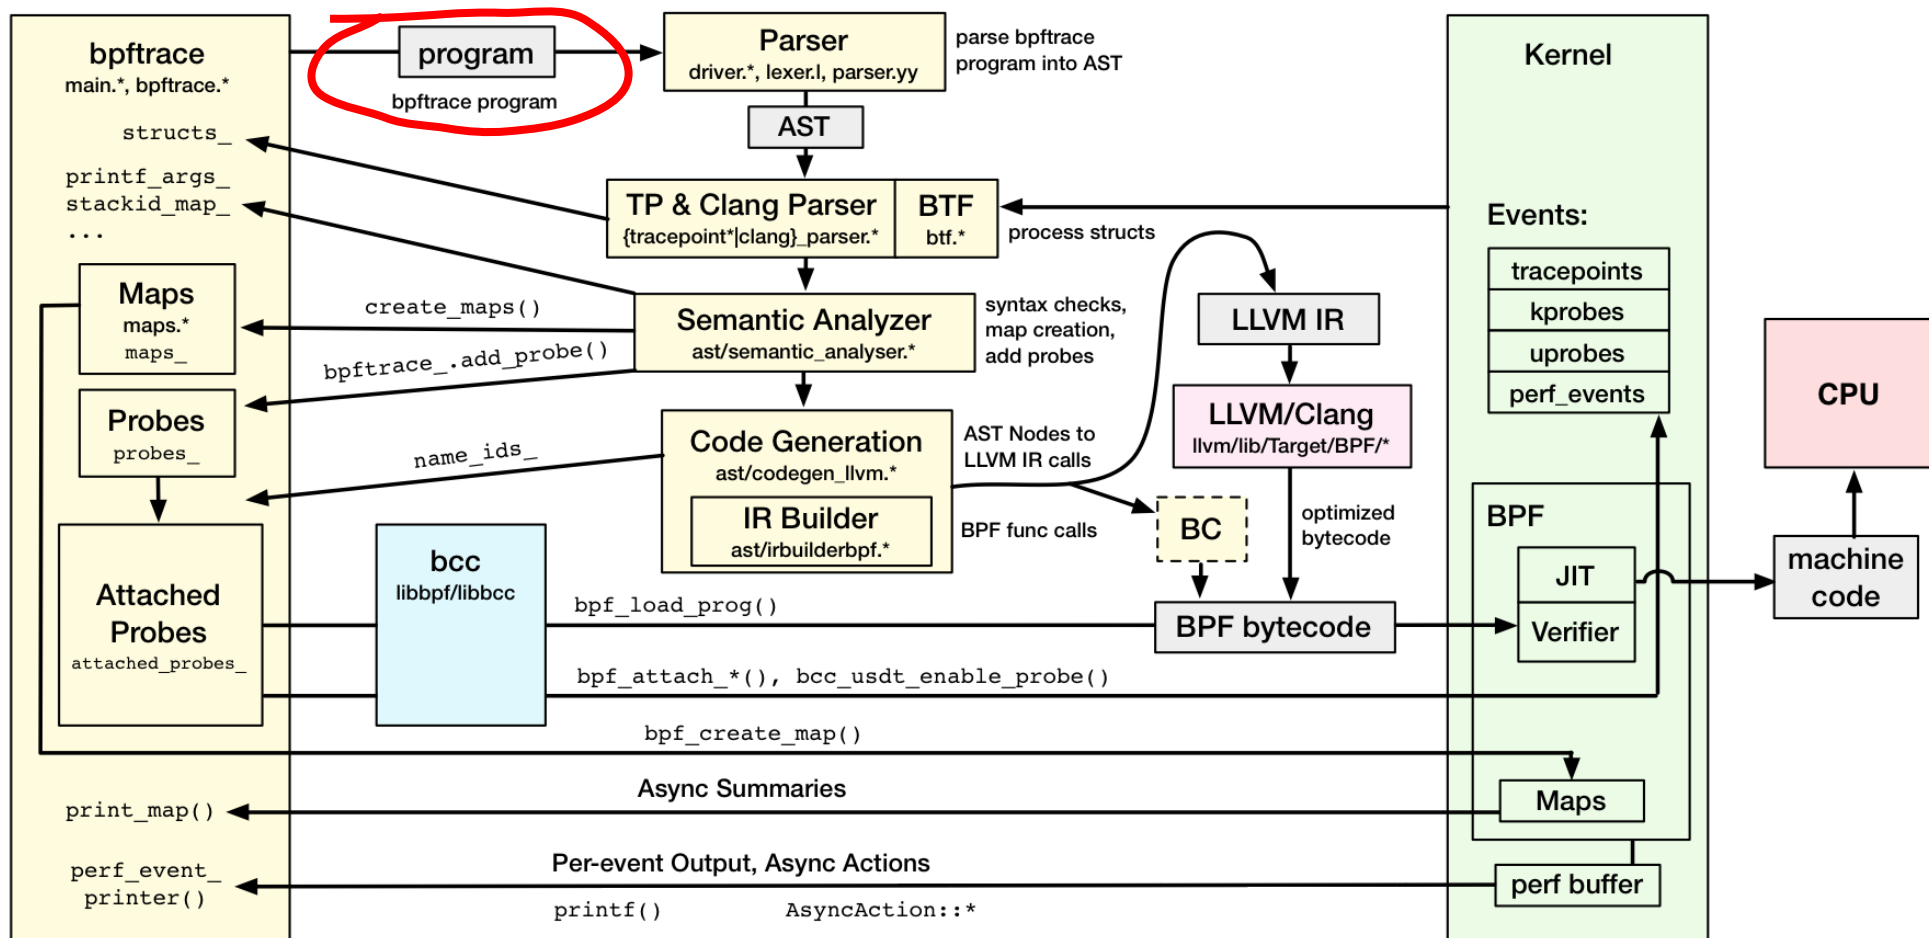 bpftrace
main.*, bpftrace.*
structs_
printf_args_
stackid_map_
...
Maps
maps.*
maps_
Probes
probes_
Attached
Probes
attached_probes_
print_map()
perf_event_
printer()
program
bpftrace program
Parser
driver.*, lexer.l, parser.yy
parse bpftrace
program into AST
AST
TP & Clang Parser
{tracepoint*|clang}_parser.*
BTF
btf.*
process structs
create_maps()
bpftrace_.add_probe()
name_ids_
Semantic Analyzer
ast/semantic_analyser.*
syntax checks,
map creation,
add probes
Code Generation
ast/codegen_llvm.*
IR Builder
ast/irbuilderbpf.*
AST Nodes to
LLVM IR calls
BPF func calls
LLVM IR
LLVM/Clang
llvm/lib/Target/BPF/*
optimized
bytecode
BC
BPF bytecode
bcc
libbpf/libbcc
bpf_load_prog()
bpf_attach_*(), bcc_usdt_enable_probe()
bpf_create_map()
Async Summaries
Per-event Output, Async Actions
printf()
AsyncAction::*
Kernel
Events:
tracepoints
kprobes
uprobes
perf_events
BPF
JIT
Verifier
Maps
perf buffer
CPU
machine
code